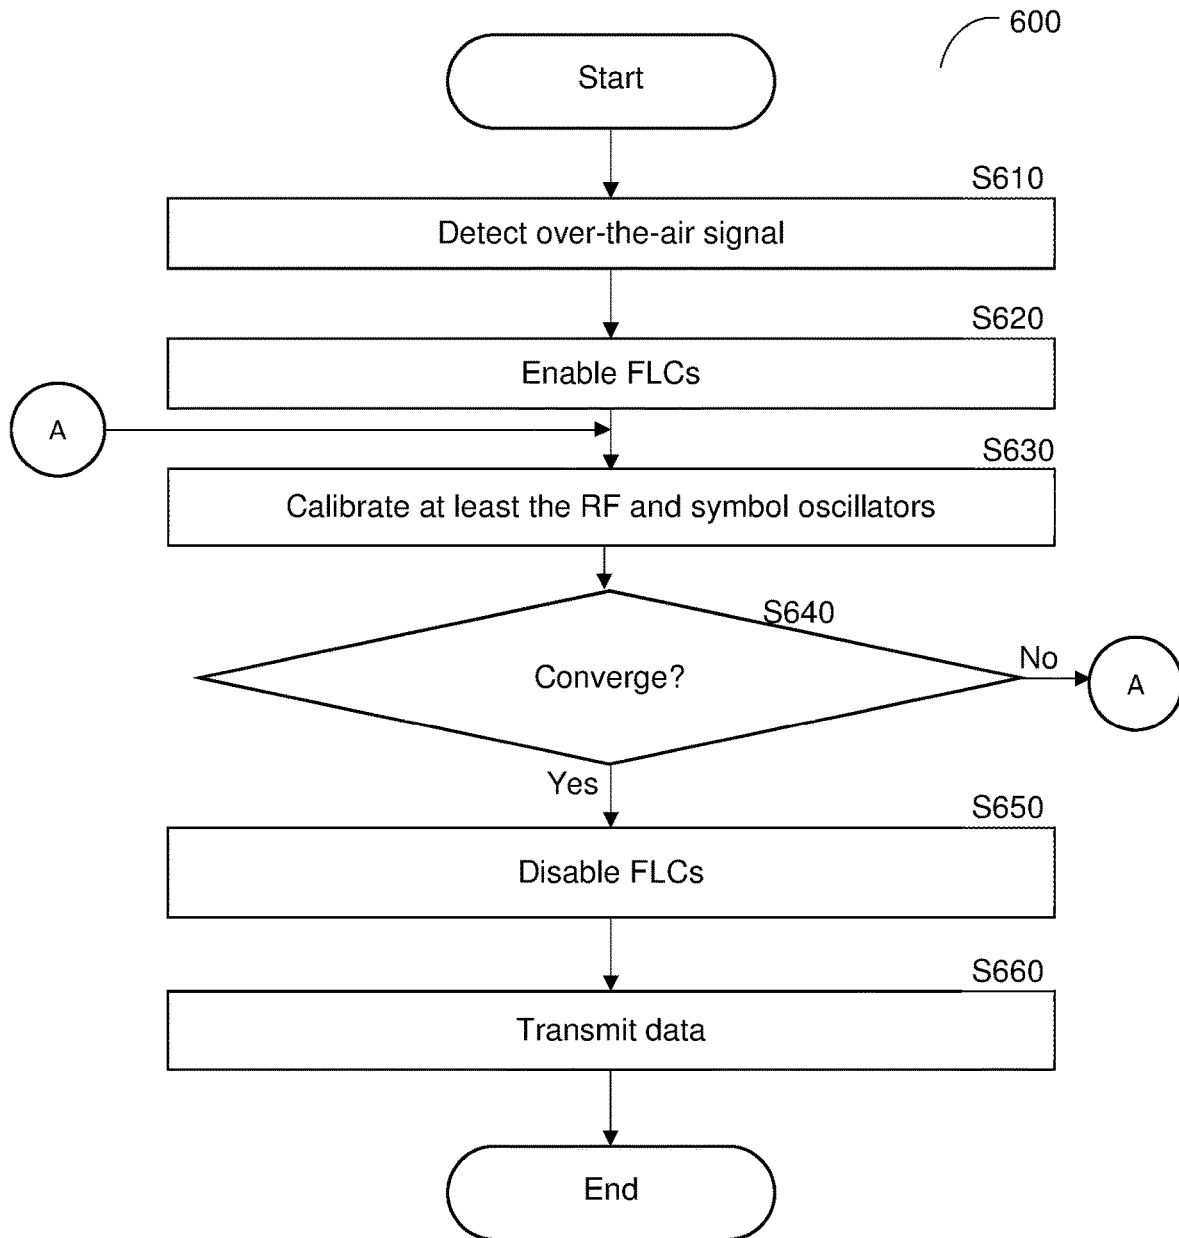 600
Start
S610
Detect over-the-air signal
S620
Enable FLCs
A
S630
Calibrate at least the RF and symbol oscillators
S640
Converge?
No
A
Yes
S650
Disable FLCs
S660
Transmit data
End